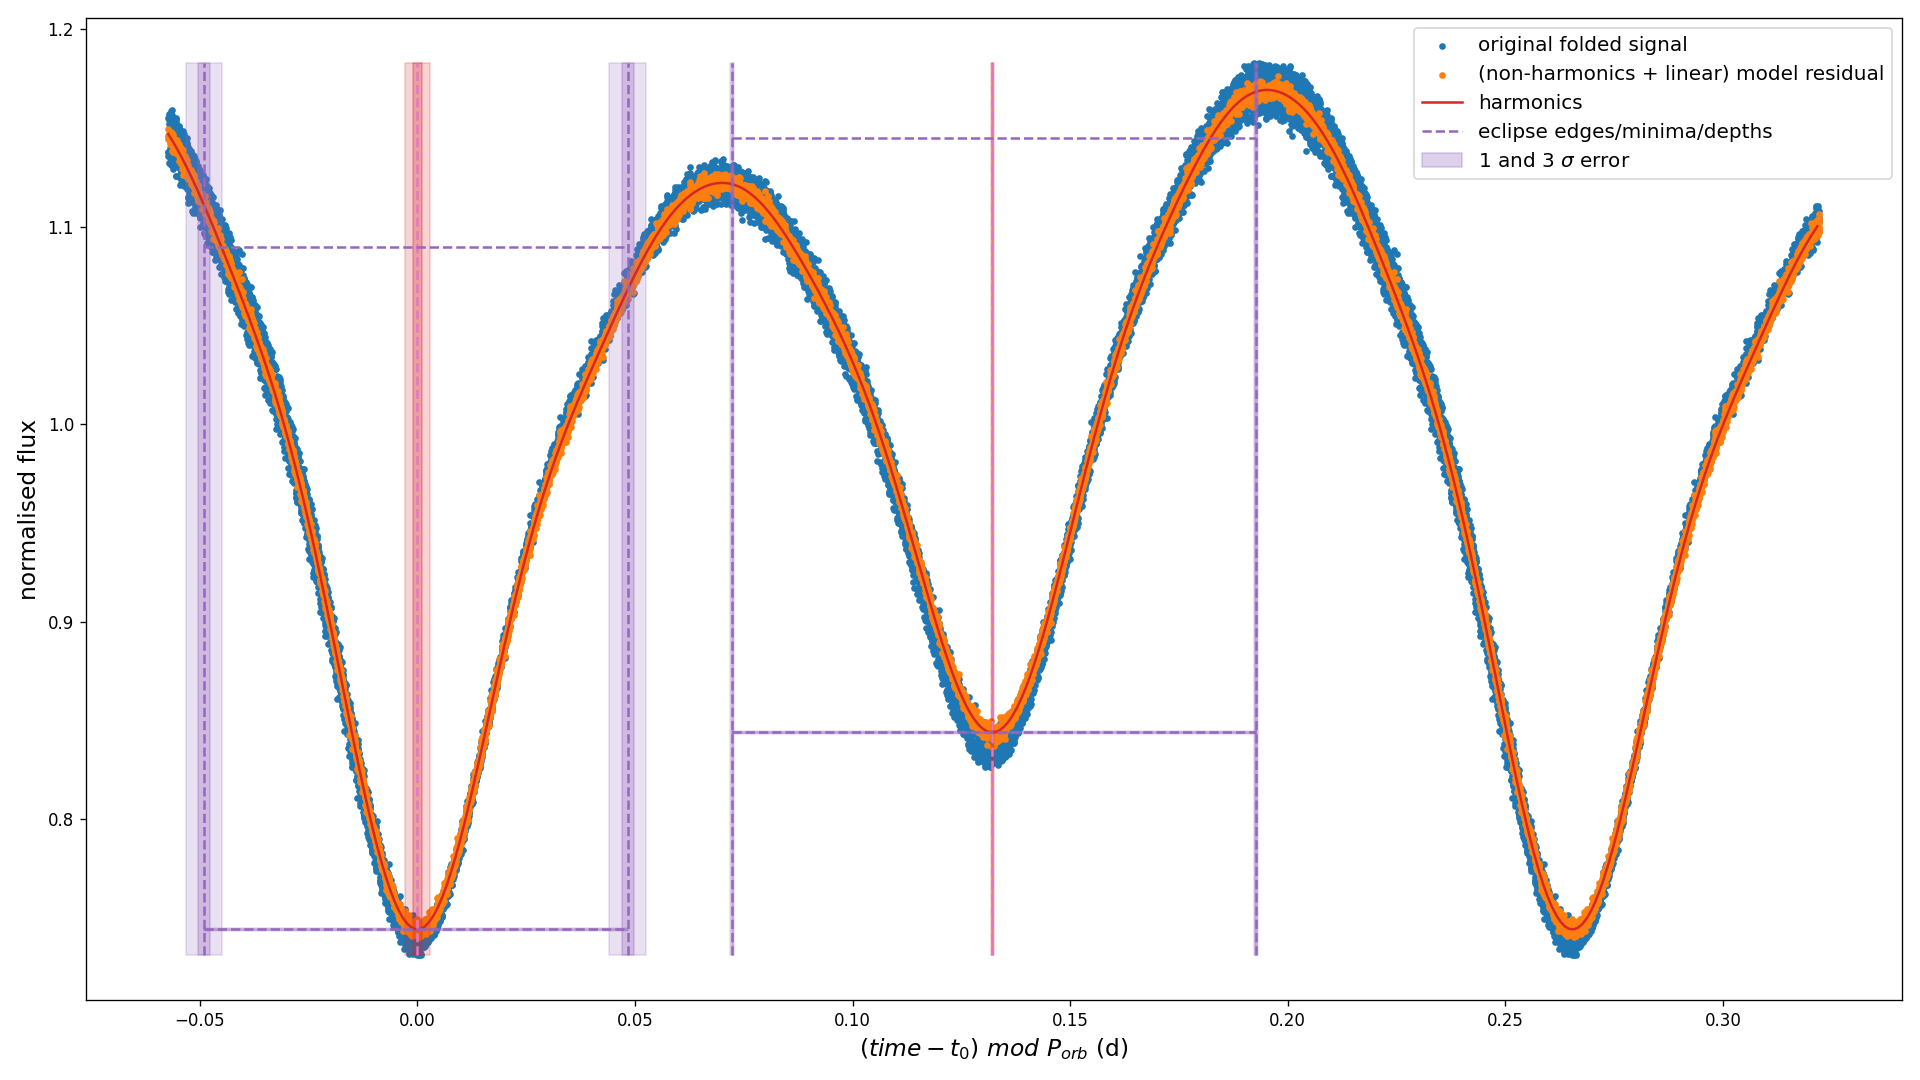 1.2
1.1
1.0
0.9
0.8
normalised flux
original folded signal
(non-harmonics + linear) model residual
harmonics
eclipse edges/minima/depths
1 and 3 σ error
−0.05 0.00 0.05 0.10 0.15 0.20 0.25 0.30
(time − t₀) mod Pₒᵣb (d)